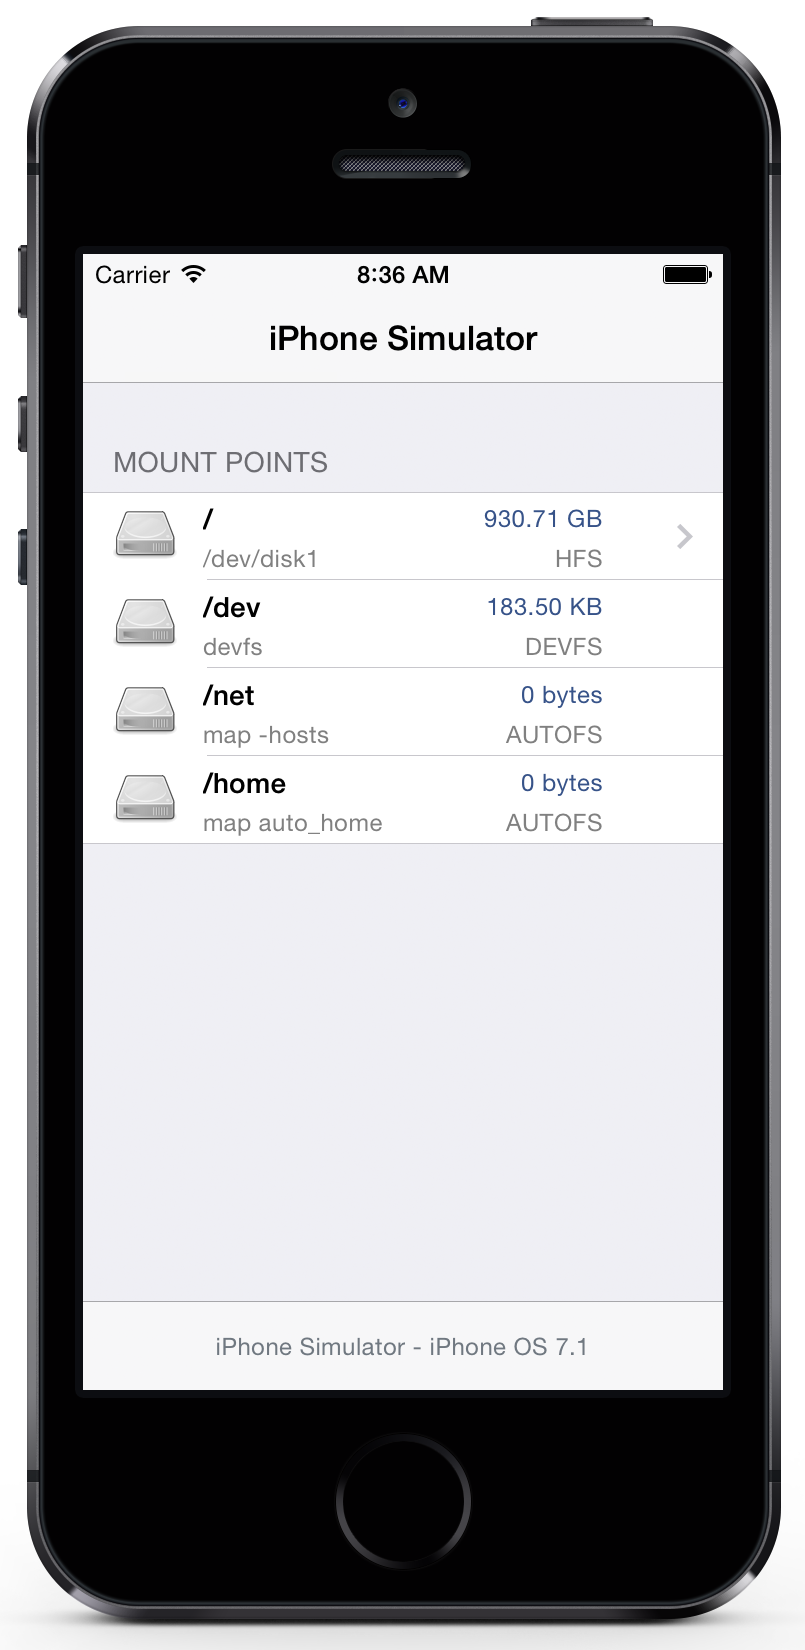 Carrier 8:36 AM
iPhone Simulator
MOUNT POINTS
/ 930.71 GB
/dev/disk1 HFS
/dev 183.50 KB
devfs DEVFS
/net 0 bytes
map -hosts AUTOFS
/home 0 bytes
map auto_home AUTOFS
iPhone Simulator - iPhone OS 7.1